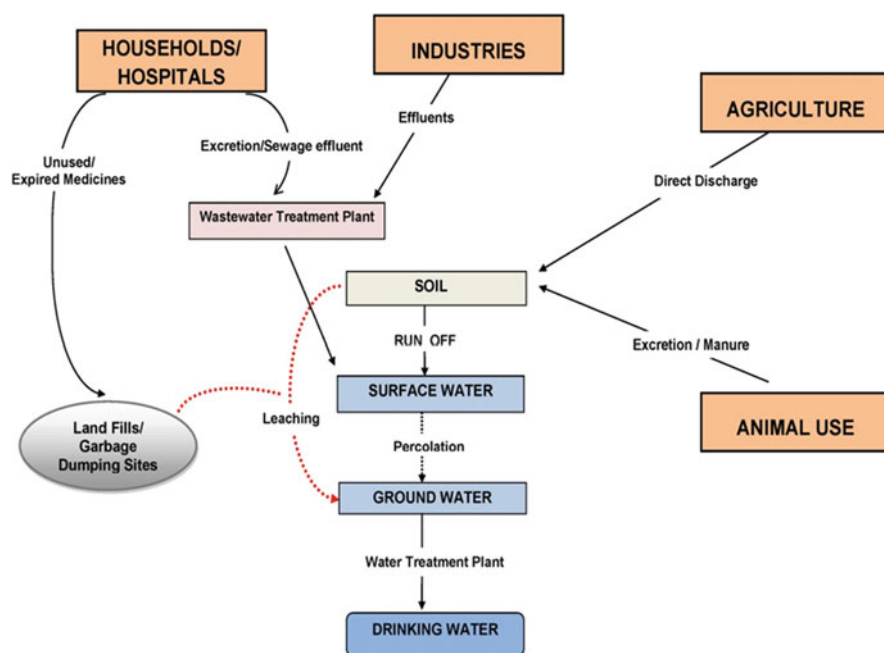 HOUSEHOLDS/
HOSPITALS
INDUSTRIES
AGRICULTURE
Effluents
Unused/
Expired Medicines
Excretion/Sewage effluent
Direct Discharge
Wastewater Treatment Plant
SOIL
RUN OFF
Excretion / Manure
SURFACE WATER
Leaching
Land Fills/
Garbage
Dumping Sites
Percolation
ANIMAL USE
GROUND WATER
Water Treatment Plant
DRINKING WATER